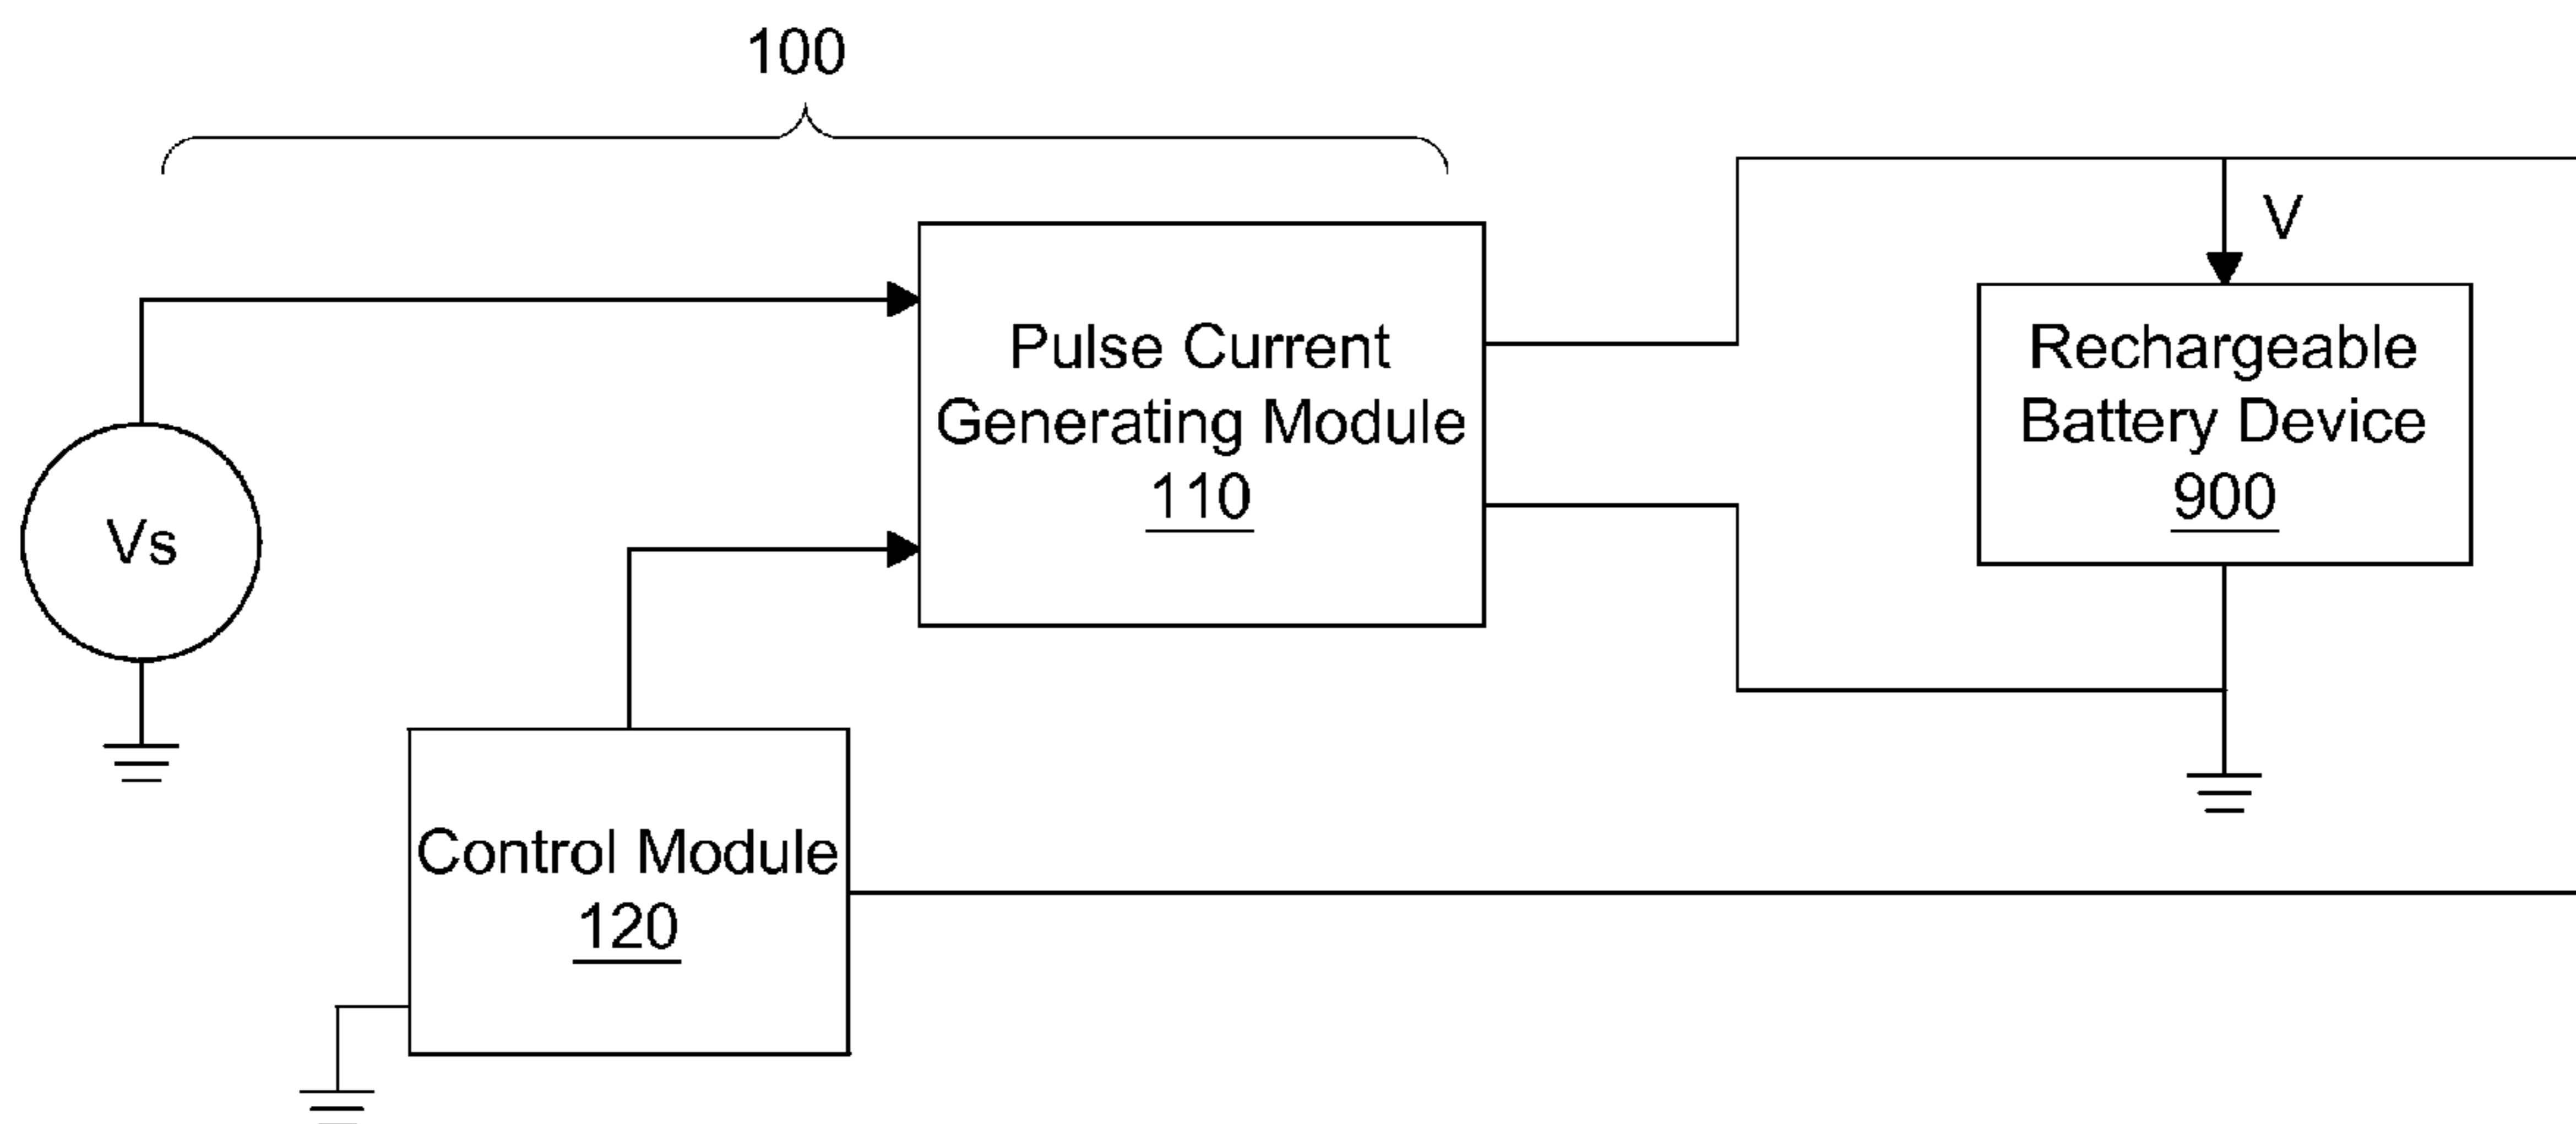 100
V
Pulse Current
Generating Module
110
Rechargeable
Battery Device
900
Vs
Control Module
120